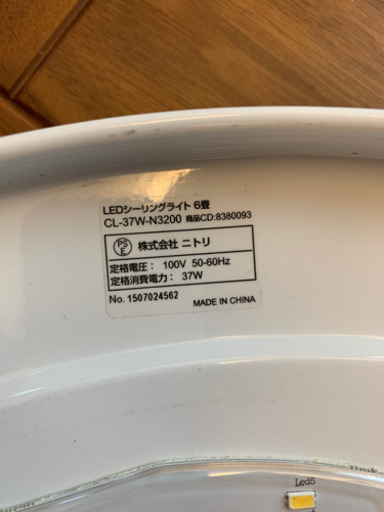 LEDシーリングライト 6畳
CL-37W-N3200 商品CD:8380093
PSE 株式会社 ニトリ
定格電圧： 100V 50-60Hz
定格消費電力： 37W
No. 1507024562 MADE IN CHINA
Led5